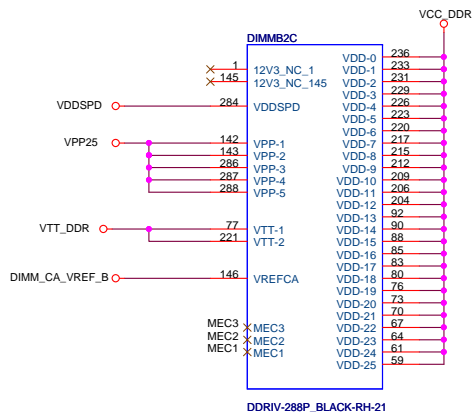 VCC_DDR
DIMMB2C
1 12V3_NC_1
145 12V3_NC_145
VDDSPD 284 VDDSPD
VPP25 142 VPP-1
143 VPP-2
286 VPP-3
287 VPP-4
288 VPP-5
VTT_DDR 77 VTT-1
221 VTT-2
DIMM_CA_VREF_B 146 VREFCA
MEC3 MEC3
MEC2 MEC2
MEC1 MEC1
VDD-0 236
VDD-1 233
VDD-2 231
VDD-3 229
VDD-4 226
VDD-5 223
VDD-6 220
VDD-7 217
VDD-8 215
VDD-9 212
VDD-10 209
VDD-11 206
VDD-12 204
VDD-13 92
VDD-14 90
VDD-15 88
VDD-16 85
VDD-17 83
VDD-18 80
VDD-19 76
VDD-20 73
VDD-21 70
VDD-22 67
VDD-23 64
VDD-24 61
VDD-25 59
DDRIV-288P_BLACK-RH-21